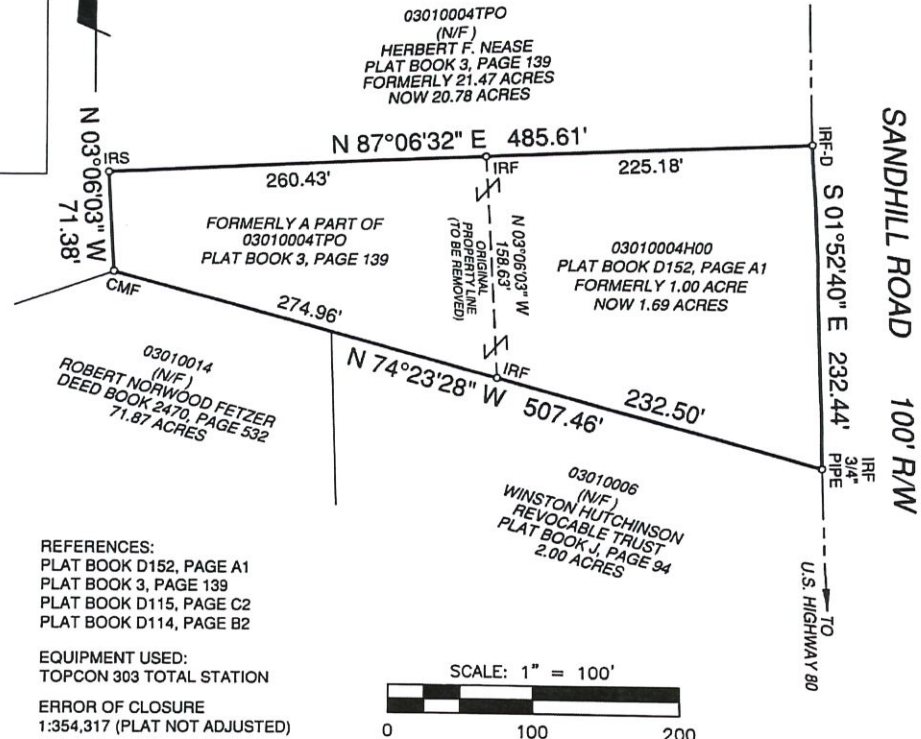 03010004TPO
(N/F)
HERBERT F. NEASE
PLAT BOOK 3, PAGE 139
FORMERLY 21.47 ACRES
NOW 20.78 ACRES
SANDHILL ROAD 100' R/W
N 03°06'03" W
71.38'
IRS
N 87°06'32" E 485.61'
IRF
IRF-D
260.43'
225.18'
S 01°52'40" E 232.44'
FORMERLY A PART OF
03010004TPO
PLAT BOOK 3, PAGE 139
N 03°06'03" W
156.63'
ORIGINAL
PROPERTY LINE
(TO BE REMOVED)
03010004H00
PLAT BOOK D152, PAGE A1
FORMERLY 1.00 ACRE
NOW 1.69 ACRES
CMF
274.96'
IRF
N 74°23'28" W 507.46'
232.50'
IRF
3/4"
PIPE
03010014
(N/F)
ROBERT NORWOOD FETZER
DEED BOOK 2470, PAGE 532
71.87 ACRES
03010006
(N/F)
WINSTON HUTCHINSON
REVOCABLE TRUST
PLAT BOOK J, PAGE 94
2.00 ACRES
TO
U.S. HIGHWAY 80
REFERENCES:
PLAT BOOK D152, PAGE A1
PLAT BOOK 3, PAGE 139
PLAT BOOK D115, PAGE C2
PLAT BOOK D114, PAGE B2
EQUIPMENT USED:
TOPCON 303 TOTAL STATION
ERROR OF CLOSURE
1:354,317 (PLAT NOT ADJUSTED)
SCALE: 1" = 100'
0 100 200